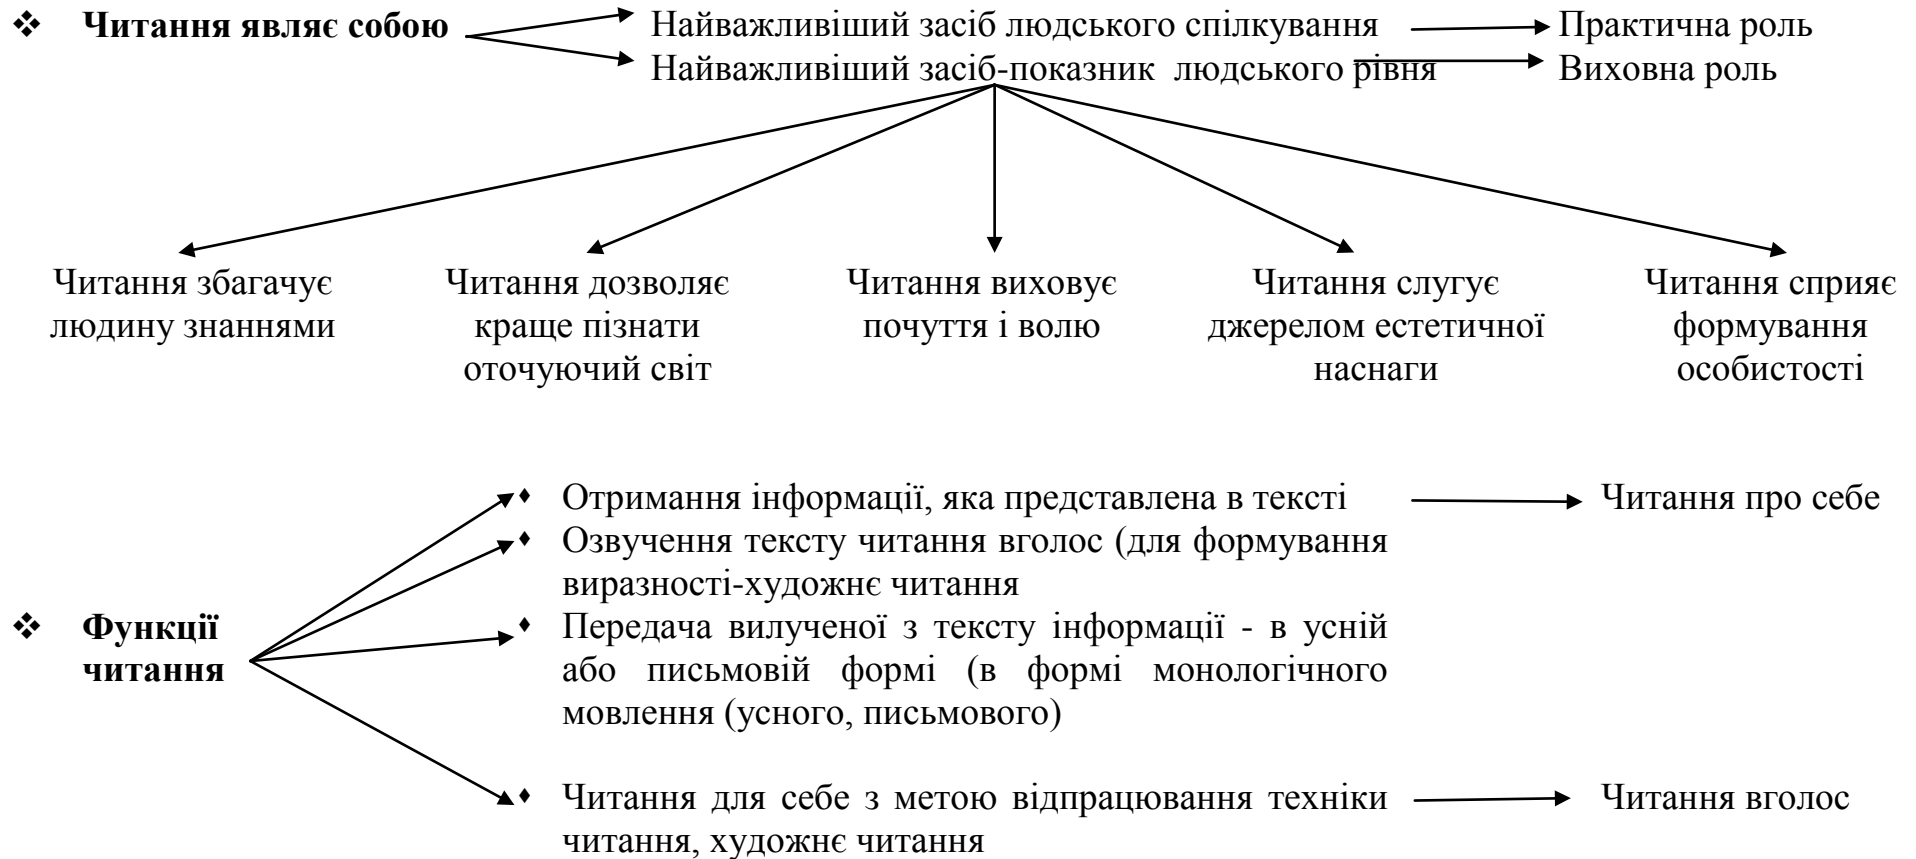 ❖ Читання являє собою Найважливіший засіб людського спілкування Практична роль
Найважливіший засіб-показник людського рівня Виховна роль
Читання збагачує
людину знаннями
Читання дозволяє
краще пізнати
оточуючий світ
Читання виховує
почуття і волю
Читання слугує
джерелом естетичної
наснаги
Читання сприяє
формування
особистості
❖ Функції
читання
♦ Отримання інформації, яка представлена в тексті Читання про себе
♦ Озвучення тексту читання вголос (для формування
виразності-художнє читання
♦ Передача вилученої з тексту інформації - в усній
або письмовій формі (в формі монологічного
мовлення (усного, письмового)
♦ Читання для себе з метою відпрацювання техніки Читання вголос
читання, художнє читання